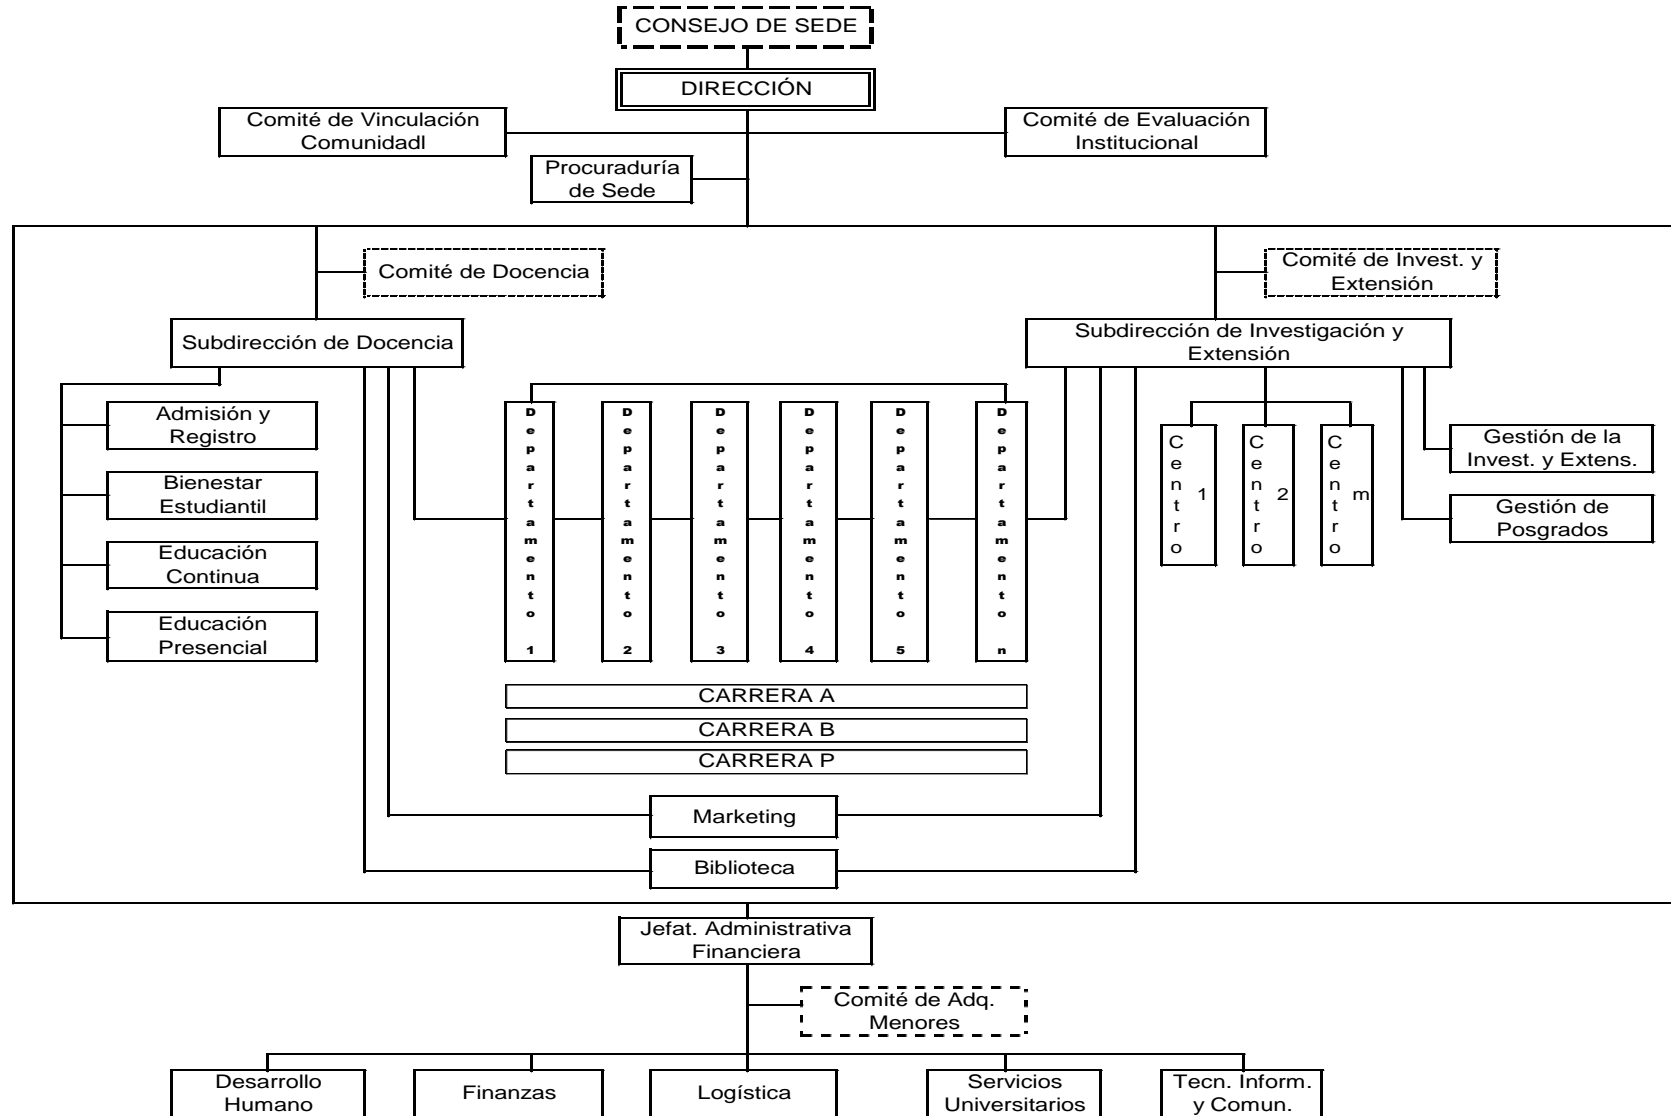 CONSEJO DE SEDE
DIRECCIÓN
Comité de Vinculación
Comunidadl
Comité de Evaluación
Institucional
Procuraduría
de Sede
Comité de Docencia
Comité de Invest. y
Extensión
Subdirección de Docencia
Subdirección de Investigación y
Extensión
Admisión y
Registro
Bienestar
Estudiantil
Educación
Continua
Educación
Presencial
Departamento 1
Departamento 2
Departamento 3
Departamento 4
Departamento 5
Departamento n
Centro 1
Centro 2
Centro m
Gestión de la
Invest. y Extens.
Gestión de
Posgrados
CARRERA A
CARRERA B
CARRERA P
Marketing
Biblioteca
Jefat. Administrativa
Financiera
Comité de Adq.
Menores
Desarrollo
Humano
Finanzas
Logística
Servicios
Universitarios
Tecn. Inform.
y Comun.